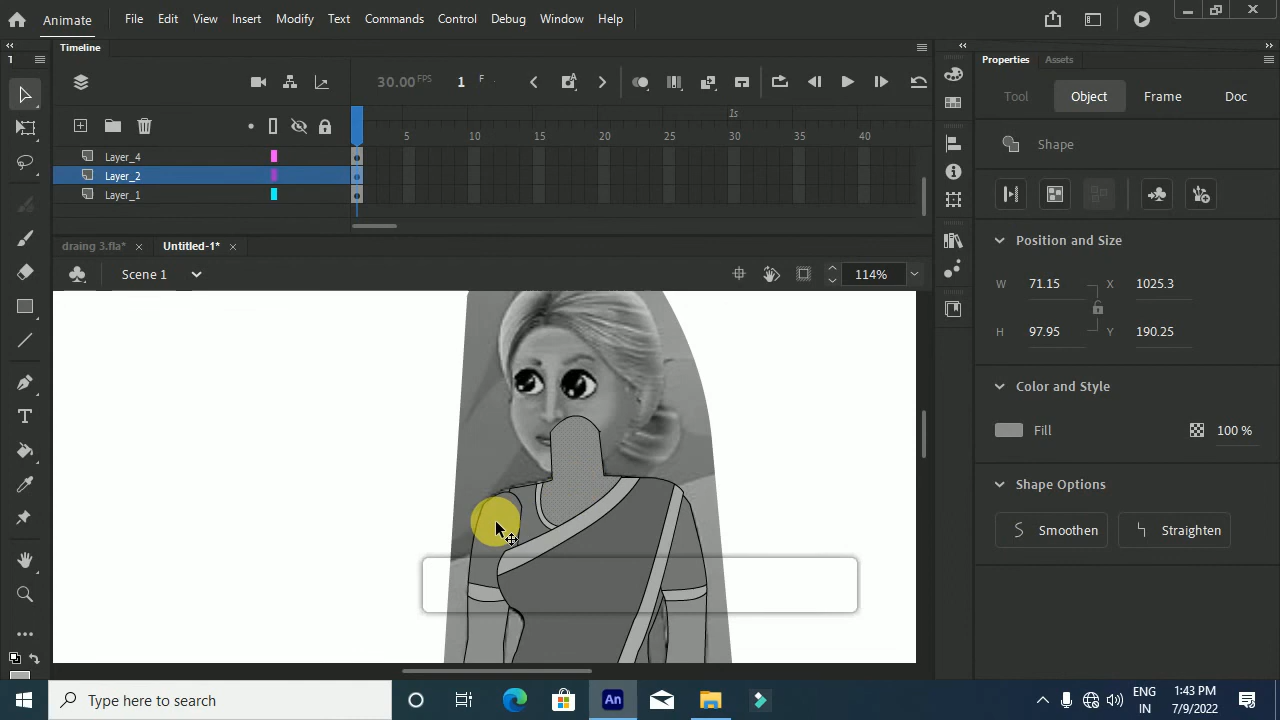 Animate
File Edit View Insert Modify Text Commands Control Debug Window Help
Timeline
Properties Assets
30.00 FPS 1 F
Tool Object Frame Doc
1s
5 10 15 20 25 30 35 40
Shape
Layer_4
Layer_2
Layer_1
draing 3.fla* Untitled-1*
Scene 1 114%
Position and Size
W 71.15 X 1025.3
H 97.95 Y 190.25
Color and Style
Fill 100 %
Shape Options
Smoothen Straighten
Type here to search
An
ENG
IN
1:43 PM
7/9/2022